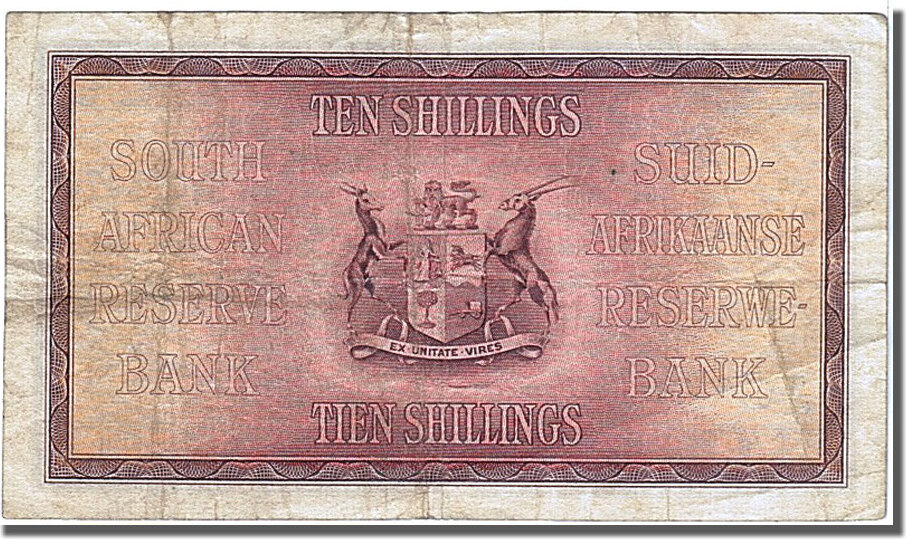 TEN SHILLINGS
SOUTH
AFRICAN
RESERVE
BANK
SUID-
AFRIKAANSE
RESERWE-
BANK
EX·UNITATE·VIRES
TIEN SHILLINGS